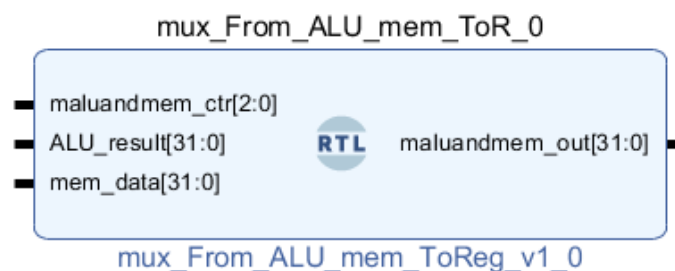 mux_From_ALU_mem_ToR_0
maluandmem_ctr[2:0]
ALU_result[31:0]
mem_data[31:0]
RTL
maluandmem_out[31:0]
mux_From_ALU_mem_ToReg_v1_0